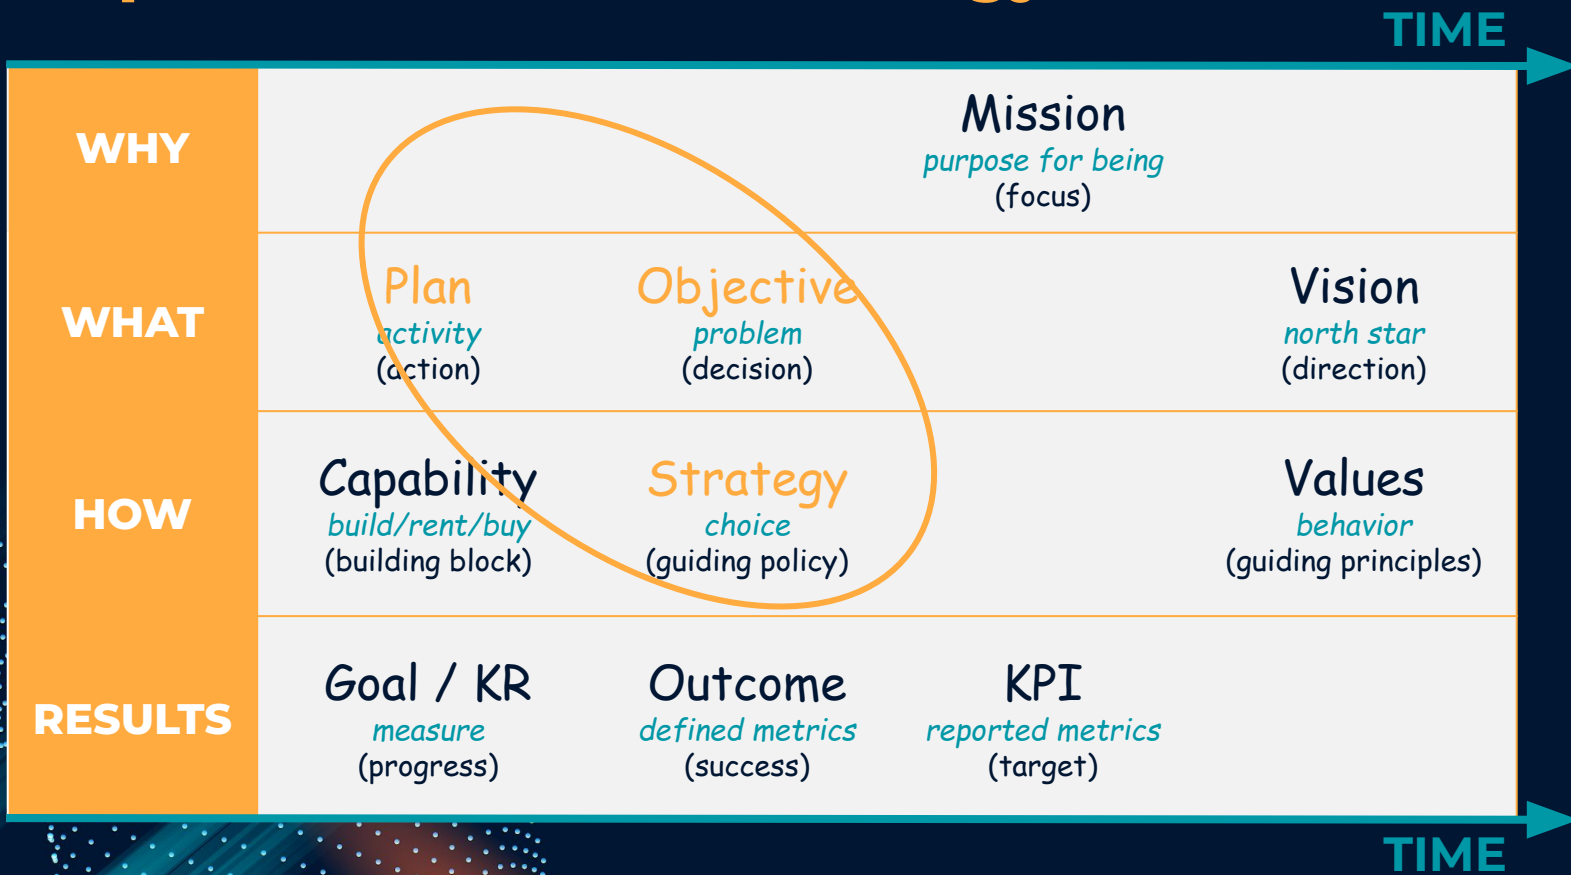 TIME
WHY
Mission
purpose for being
(focus)
WHAT
Plan
activity
(action)
Objective
problem
(decision)
Vision
north star
(direction)
HOW
Capability
build/rent/buy
(building block)
Strategy
choice
(guiding policy)
Values
behavior
(guiding principles)
RESULTS
Goal / KR
measure
(progress)
Outcome
defined metrics
(success)
KPI
reported metrics
(target)
TIME